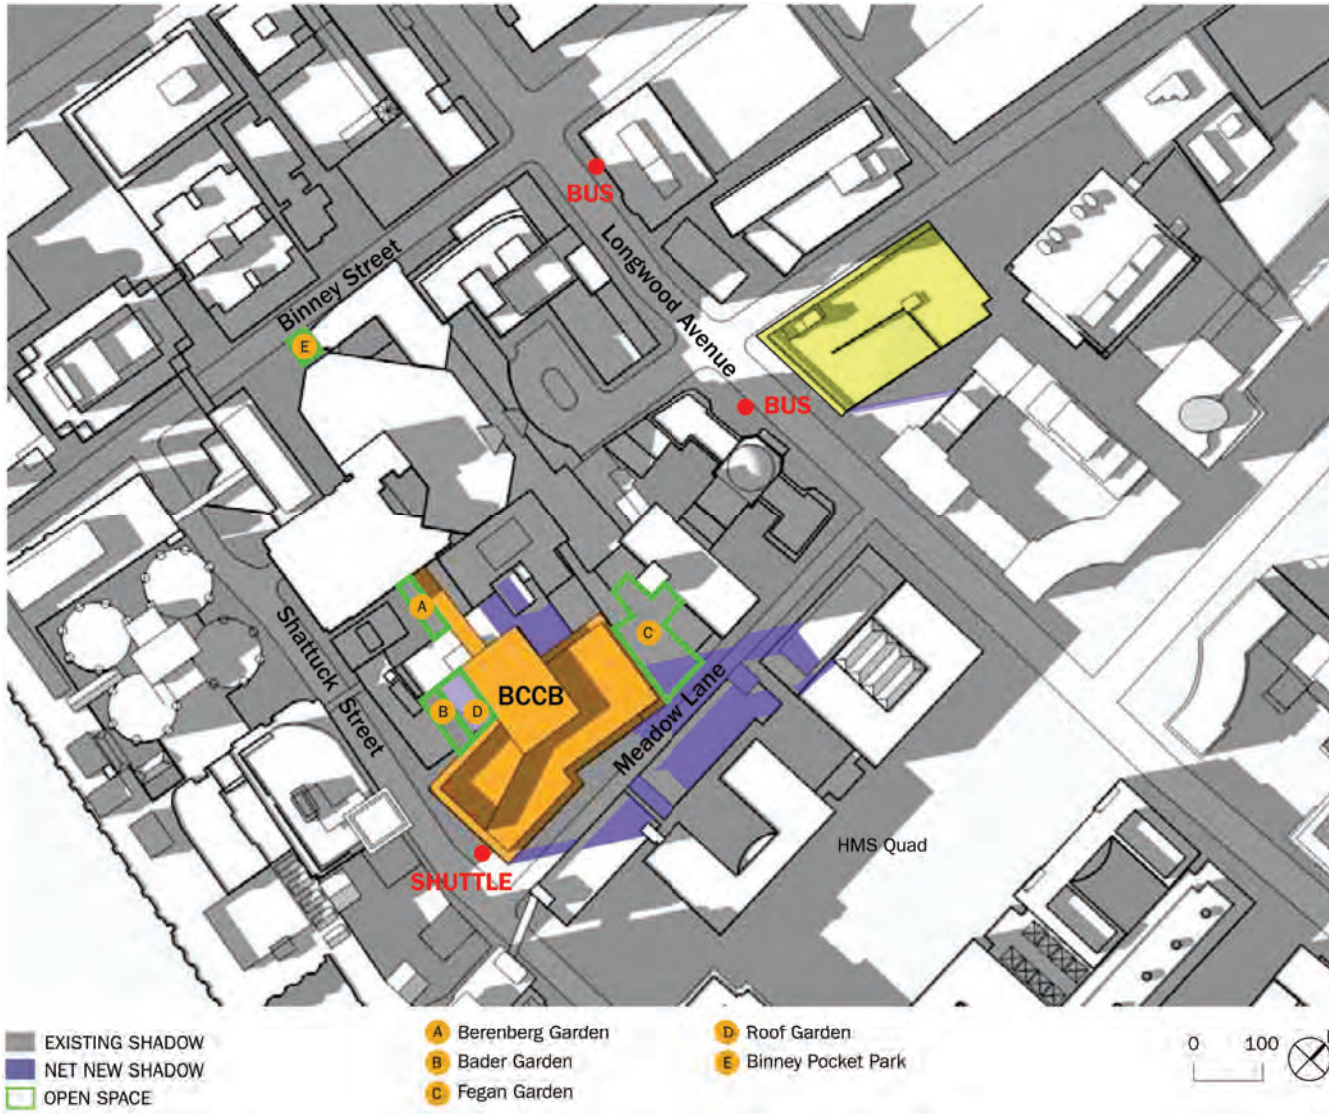 BUS
Longwood Avenue
Binney Street
E
BUS
A
C
Shattuck Street
B
D
BCCB
Meadow Lane
HMS Quad
SHUTTLE
EXISTING SHADOW
NET NEW SHADOW
OPEN SPACE
A Berenberg Garden
B Bader Garden
C Fegan Garden
D Roof Garden
E Binney Pocket Park
0 100